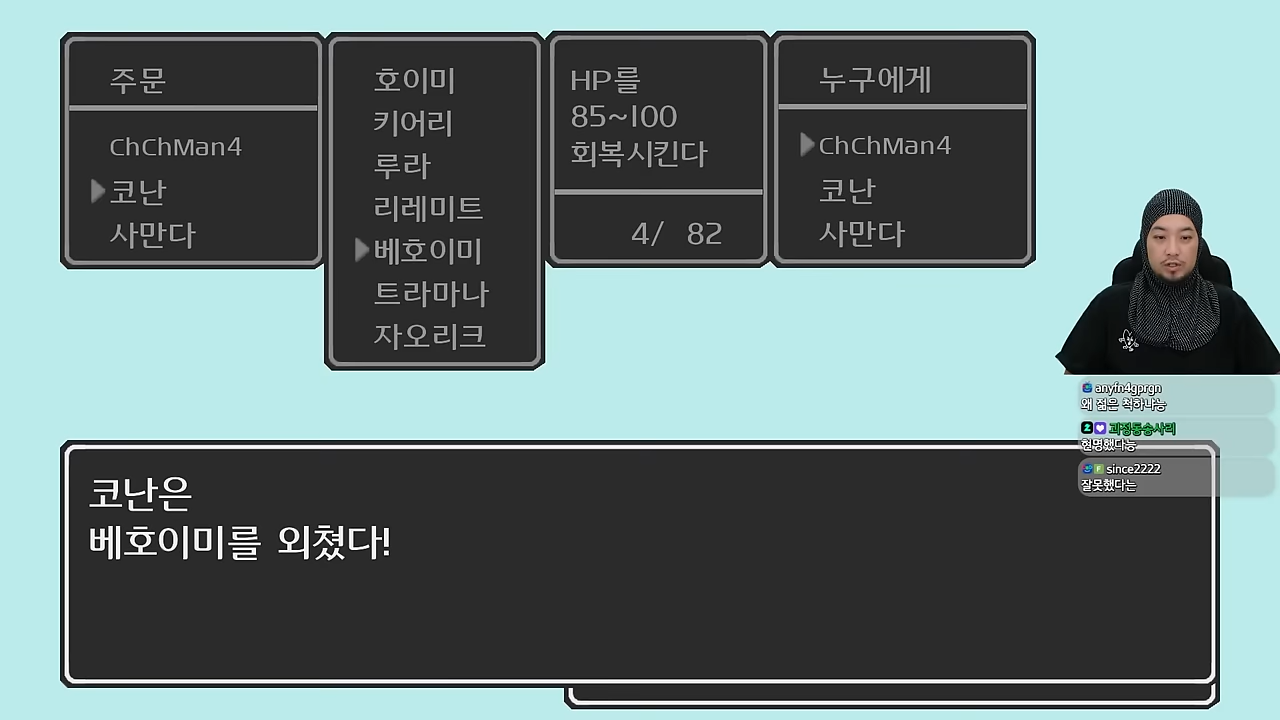 주문
ChChMan4
코난
사만다
호이미
키어리
루라
리레미트
베호이미
트라마나
자오리크
HP를
85~100
회복시킨다
4/ 82
누구에게
ChChMan4
코난
사만다
코난은
베호이미를 외쳤다!
anyfn4gprgn
왜 젊은 척하냐능
괴정동송사리
현명했다능
since2222
잘못했다는